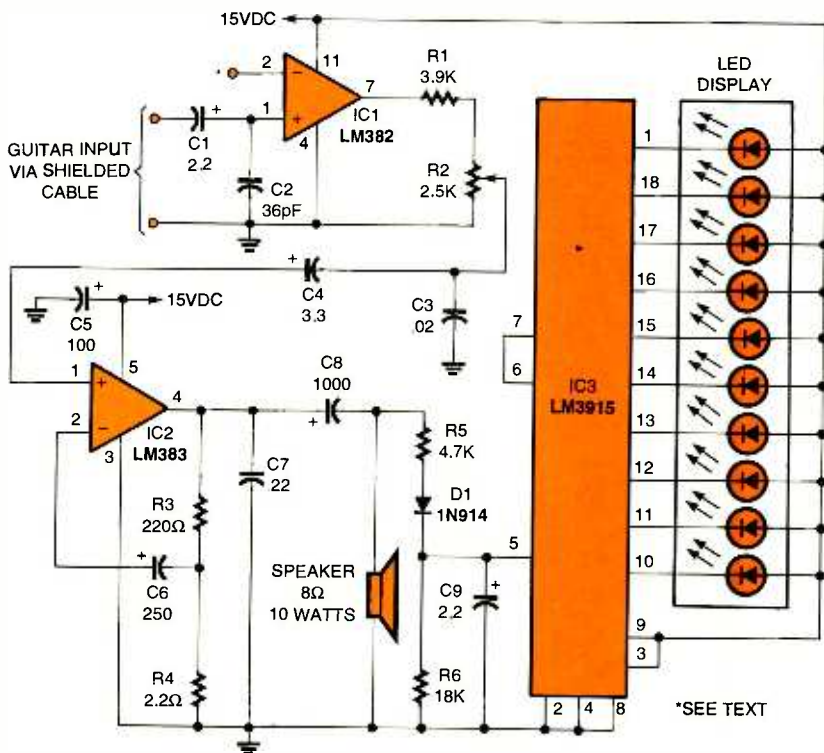 15VDC
2
11
-
*
7
IC1
LM382
1
+
4
R1
3.9K
GUITAR INPUT
VIA SHIELDED
CABLE
+
C1
2.2
C2
36pF
R2
2.5K
LED
DISPLAY
1
18
17
16
15
14
13
12
11
10
9
3
+
C4
3.3
C3
.02
+
C5
100
15VDC
1
+
5
4
2
-
3
IC2
LM383
C8
1000
+
7
6
IC3
LM3915
R5
4.7K
D1
1N914
C7
22
R3
220Ω
+
C6
250
SPEAKER
8Ω
10 WATTS
5
C9
2.2
+
R4
2.2Ω
R6
18K
2
4
8
*SEE TEXT